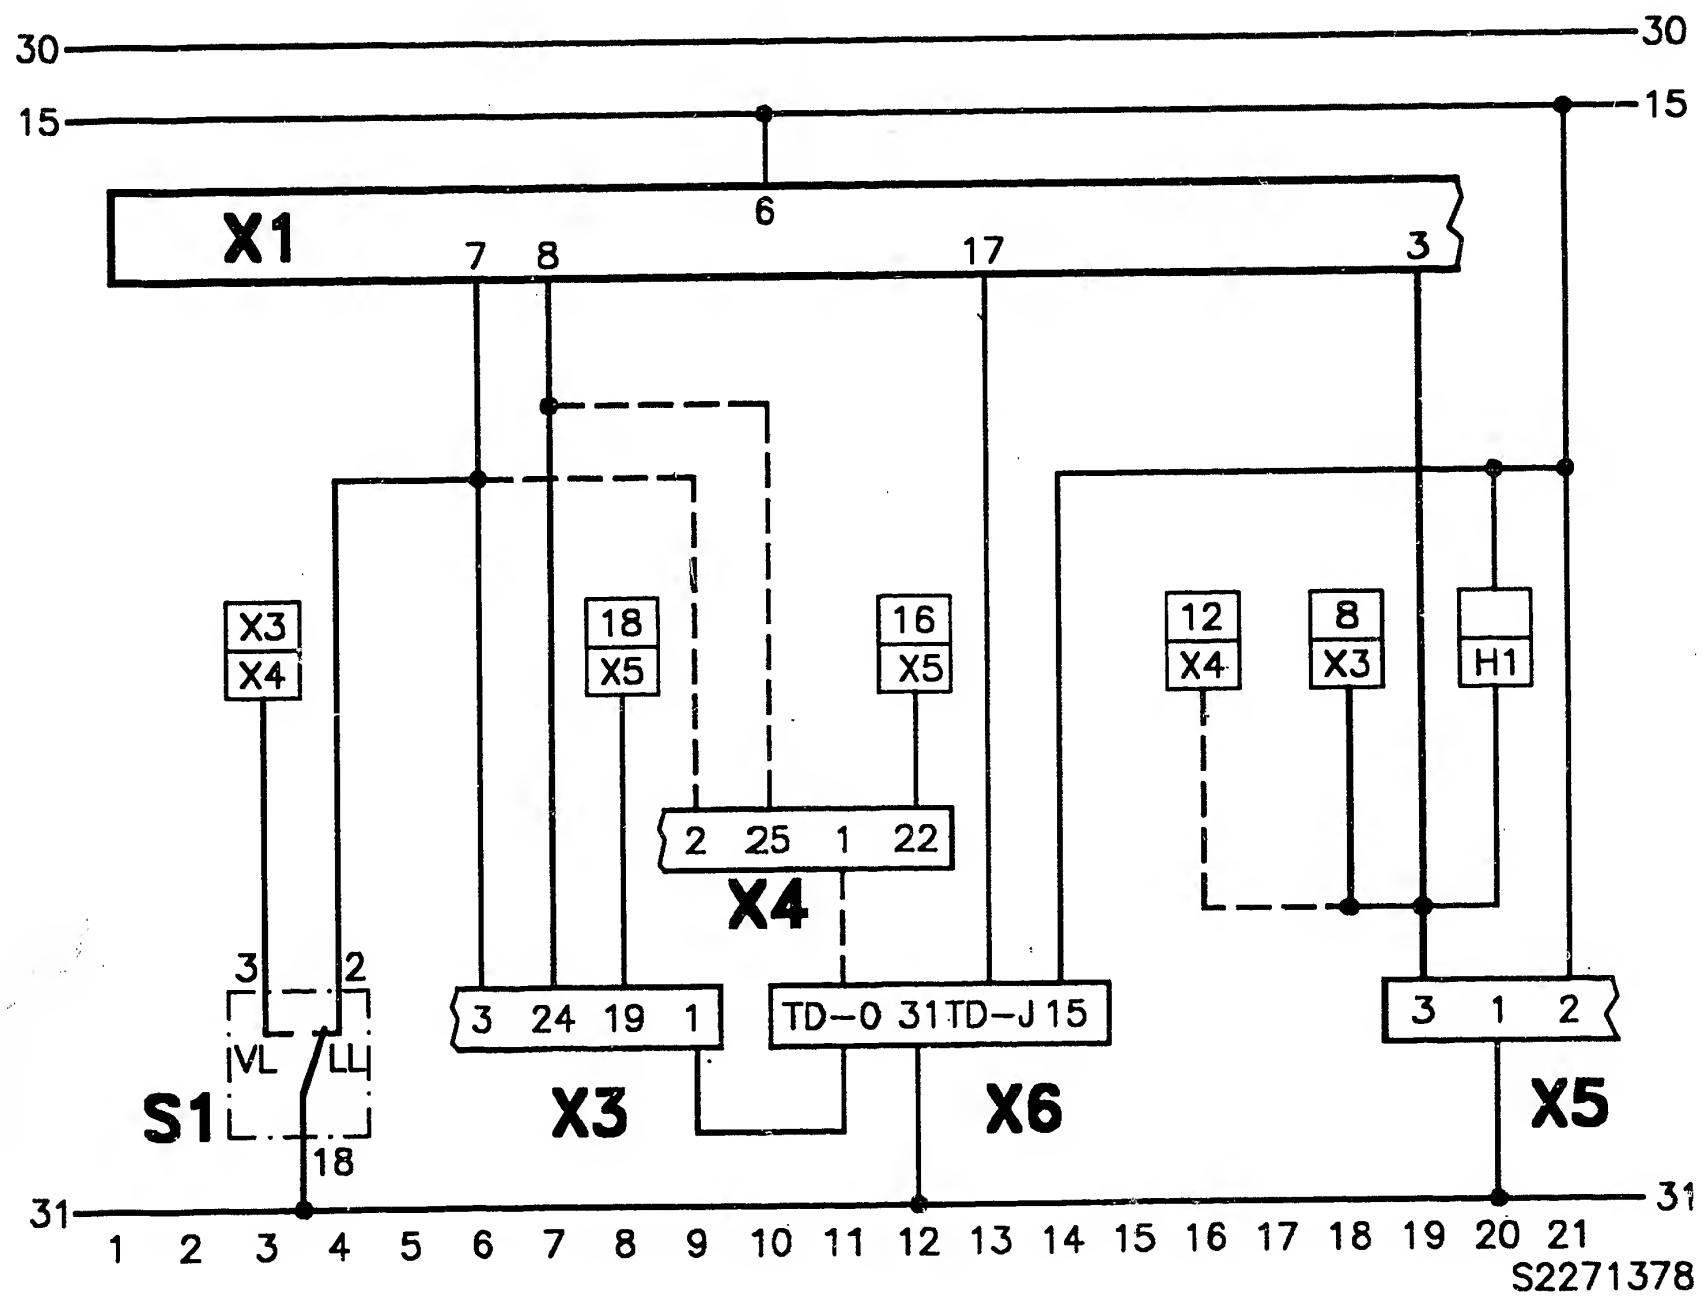 30 30
15 15
6
X1
7 8 17 3
X3 18 16 12 8
X4 X5 X5 X4 X3 H1
2 25 1 22
X4
3 2
3 24 19 1 TD-0 31 TD-J 15 3 1 2
VL LL
S1 X3 X6 X5
18
31 31
1 2 3 4 5 6 7 8 9 10 11 12 13 14 15 16 17 18 19 20 21
S2271378